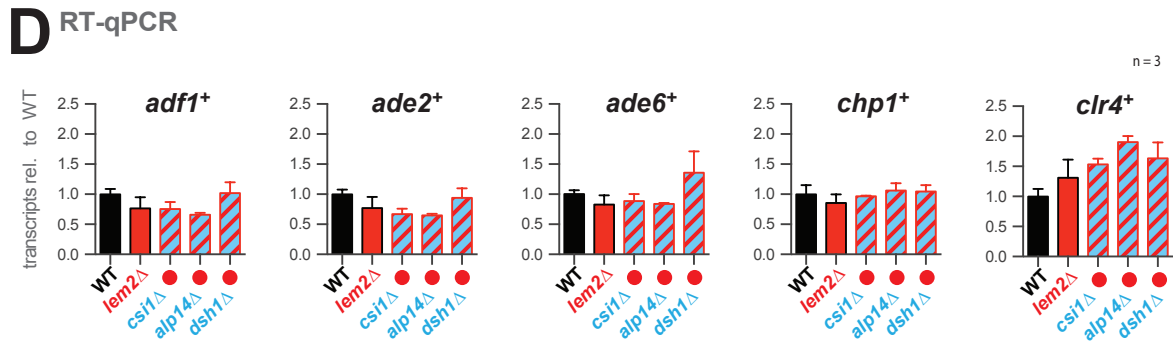 D RT-qPCR
n = 3
transcripts rel. to WT
adf1+
2.5
2.0
1.5
1.0
0.5
0.0
WT
lem2Δ
csi1Δ
alp14Δ
dsh1Δ
ade2+
2.5
2.0
1.5
1.0
0.5
0.0
WT
lem2Δ
csi1Δ
alp14Δ
dsh1Δ
ade6+
2.5
2.0
1.5
1.0
0.5
0.0
WT
lem2Δ
csi1Δ
alp14Δ
dsh1Δ
chp1+
2.5
2.0
1.5
1.0
0.5
0.0
WT
lem2Δ
csi1Δ
alp14Δ
dsh1Δ
clr4+
2.5
2.0
1.5
1.0
0.5
0.0
WT
lem2Δ
csi1Δ
alp14Δ
dsh1Δ